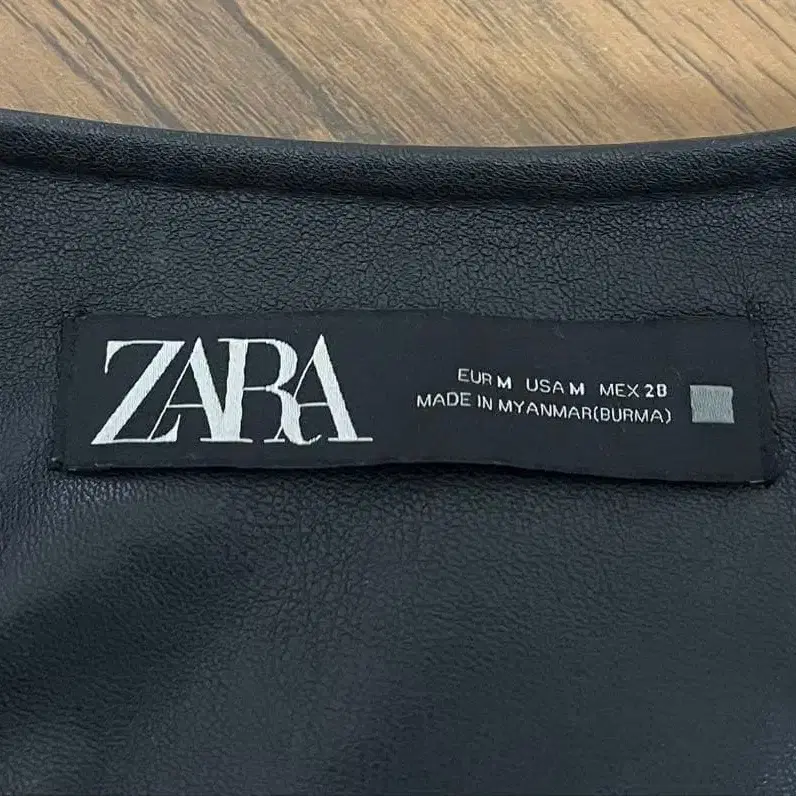 ZARA
EUR M USA M MEX 28
MADE IN MYANMAR(BURMA)